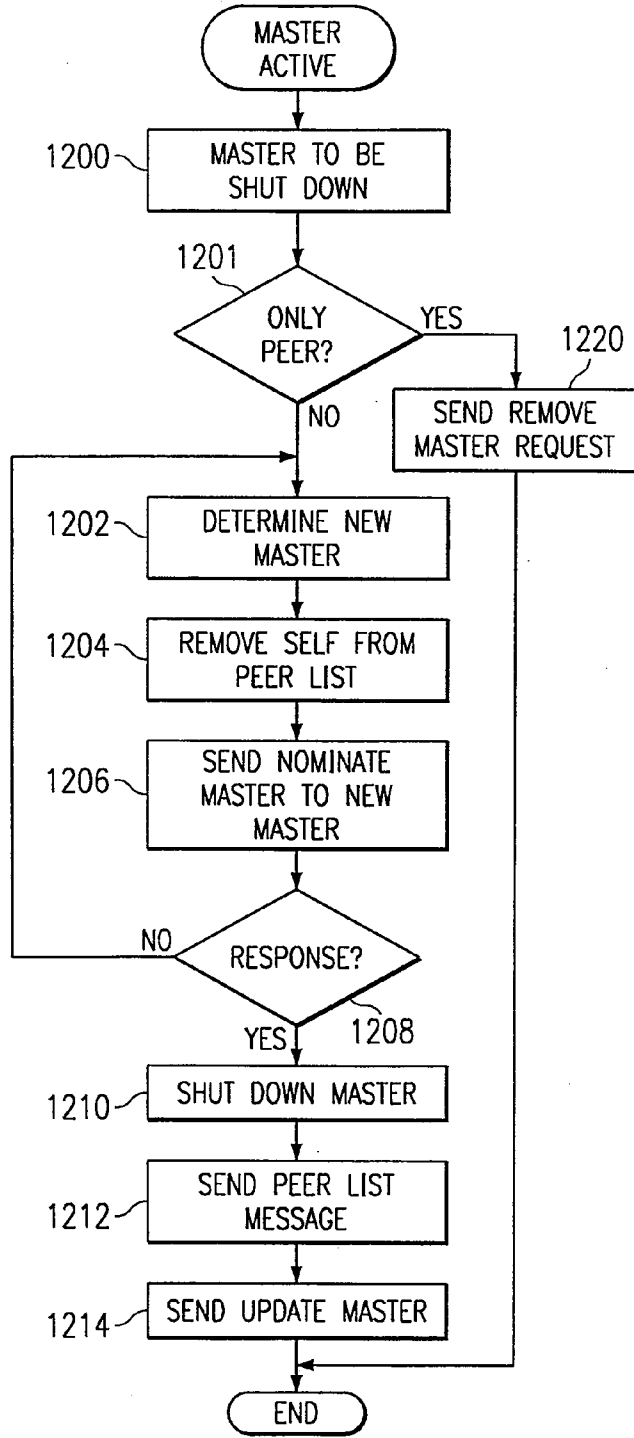 MASTER
ACTIVE
1200
MASTER TO BE
SHUT DOWN
1201
ONLY
PEER?
YES
1220
NO
SEND REMOVE
MASTER REQUEST
1202
DETERMINE NEW
MASTER
1204
REMOVE SELF FROM
PEER LIST
1206
SEND NOMINATE
MASTER TO NEW
MASTER
NO
RESPONSE?
1208
YES
1210
SHUT DOWN MASTER
1212
SEND PEER LIST
MESSAGE
1214
SEND UPDATE MASTER
END